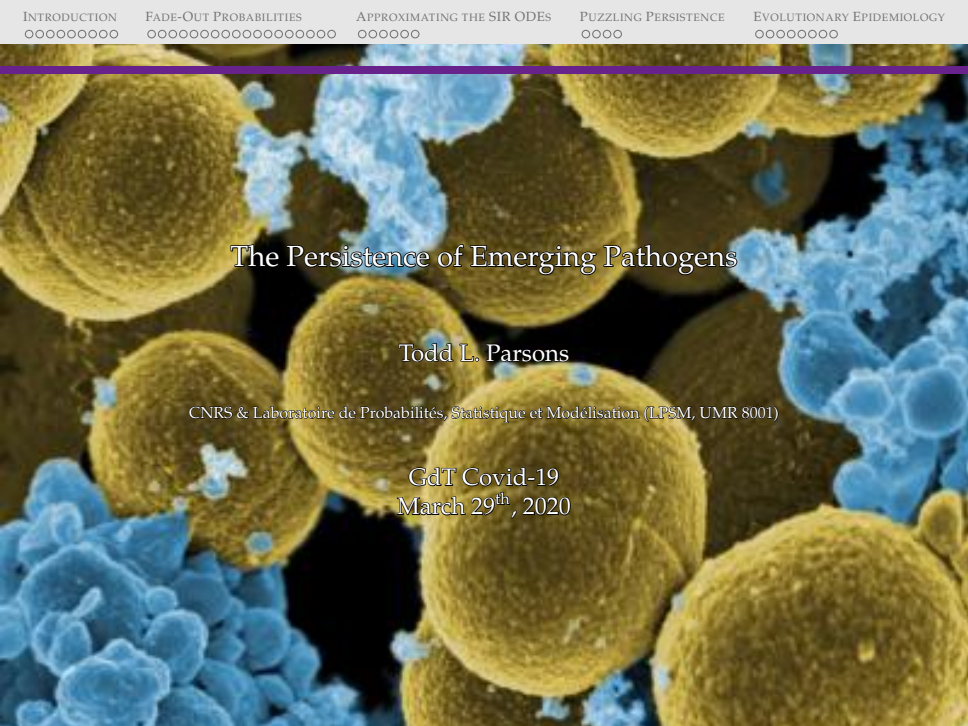 Introduction Fade-Out Probabilities Approximating the SIR ODEs Puzzling Persistence Evolutionary Epidemiology
The Persistence of Emerging Pathogens
Todd L. Parsons
CNRS & Laboratoire de Probabilités, Statistique et Modélisation (LPSM, UMR 8001)
GdT Covid-19
March 29th, 2020